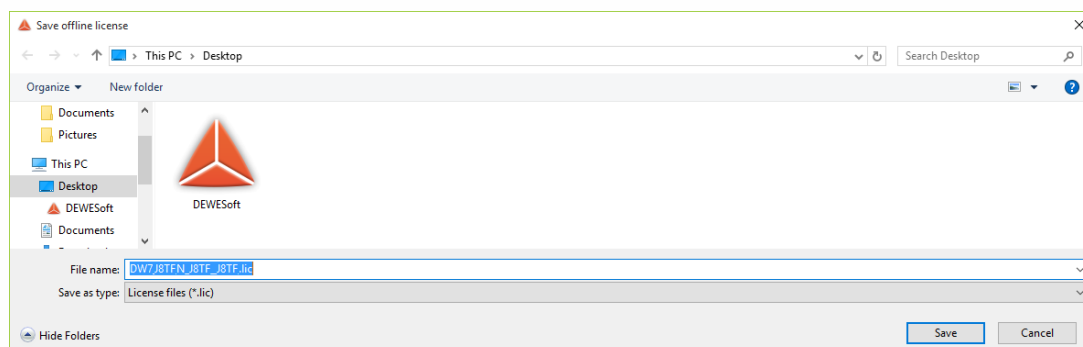 Save offline license
This PC > Desktop
Search Desktop
Organize
New folder
Documents
Pictures
This PC
Desktop
DEWESoft
Documents
DEWESoft
File name: DW7J8TFN_J8TF_J8TF.lic
Save as type: License files (*.lic)
Hide Folders
Save
Cancel